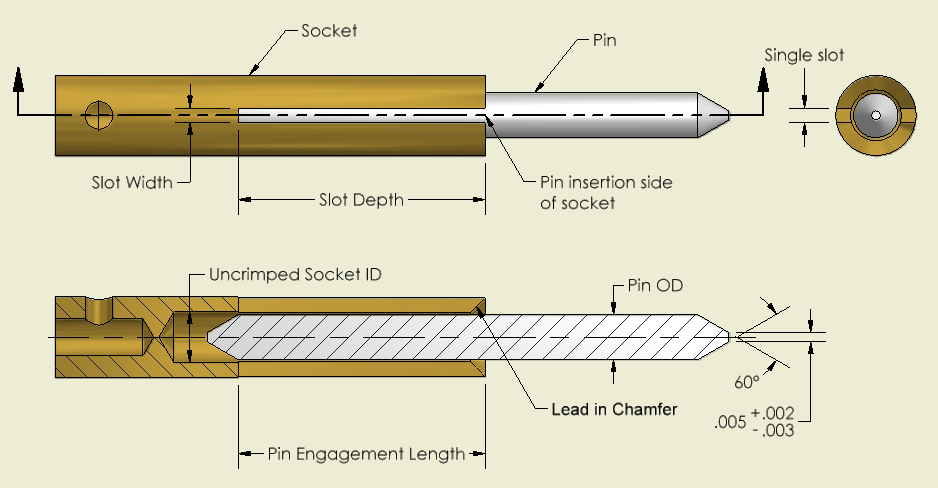 Socket
Pin
Single slot
Slot Width
Slot Depth
Pin insertion side
of socket
Uncrimped Socket ID
Pin OD
60°
Lead in Chamfer
.005 +.002
-.003
Pin Engagement Length